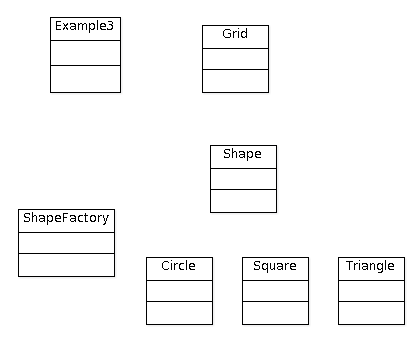 Example3
Grid
Shape
ShapeFactory
Circle
Square
Triangle